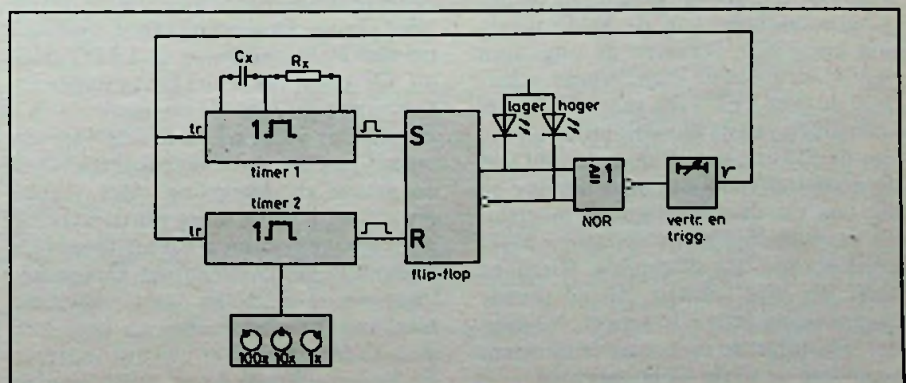 Cx
Rx
lager
hoger
tr
1
S
timer 1
≥1
timer 2
NOR
vertr. en
trigg.
tr
1
R
flip-flop
100x 10x 1x